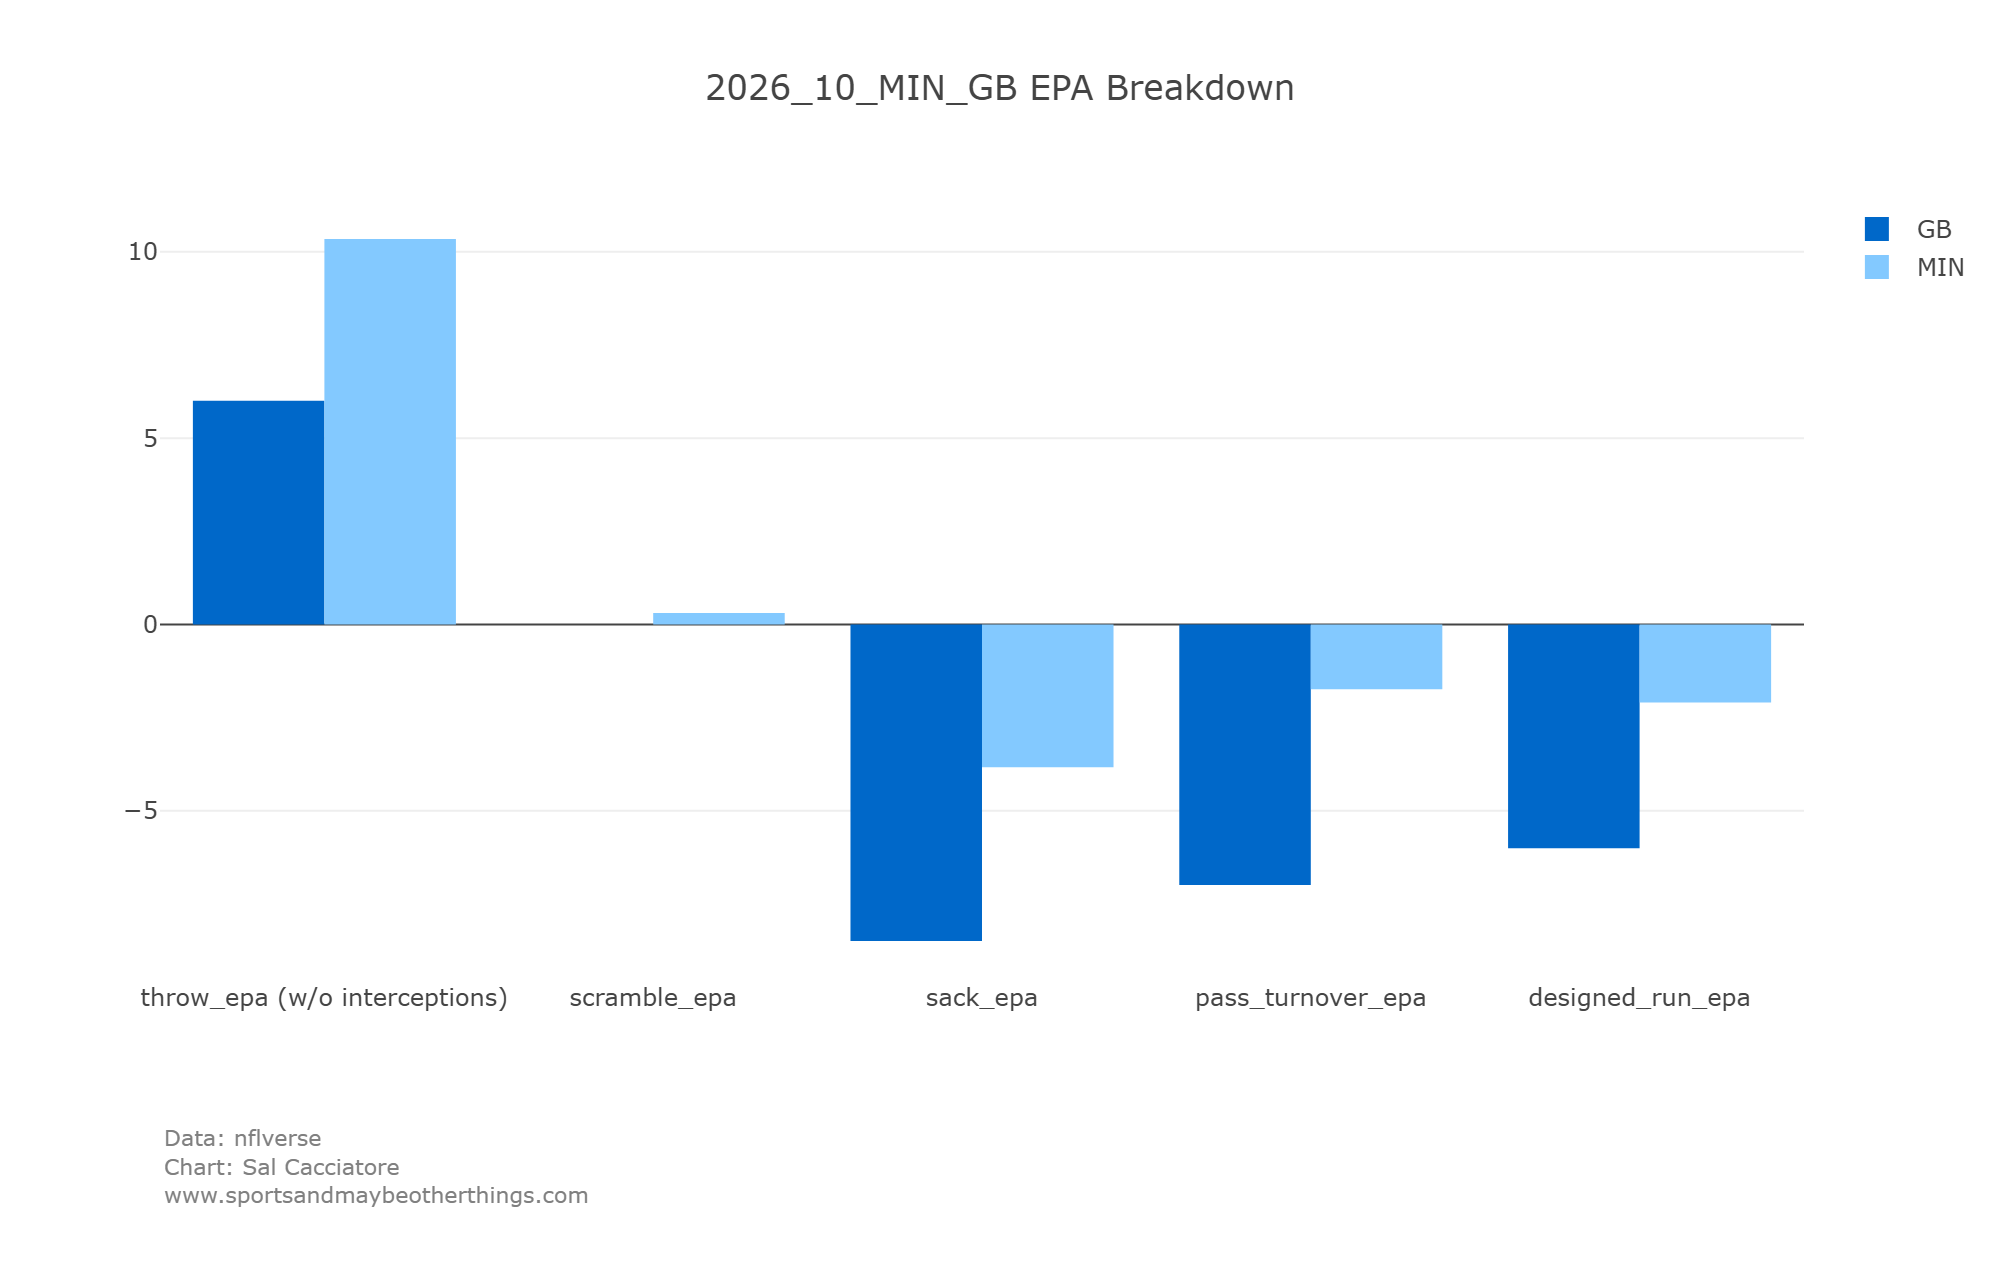 2026_10_MIN_GB EPA Breakdown
GB
MIN
10
5
0
−5
throw_epa (w/o interceptions)
scramble_epa
sack_epa
pass_turnover_epa
designed_run_epa
Data: nflverse
Chart: Sal Cacciatore
www.sportsandmaybeotherthings.com